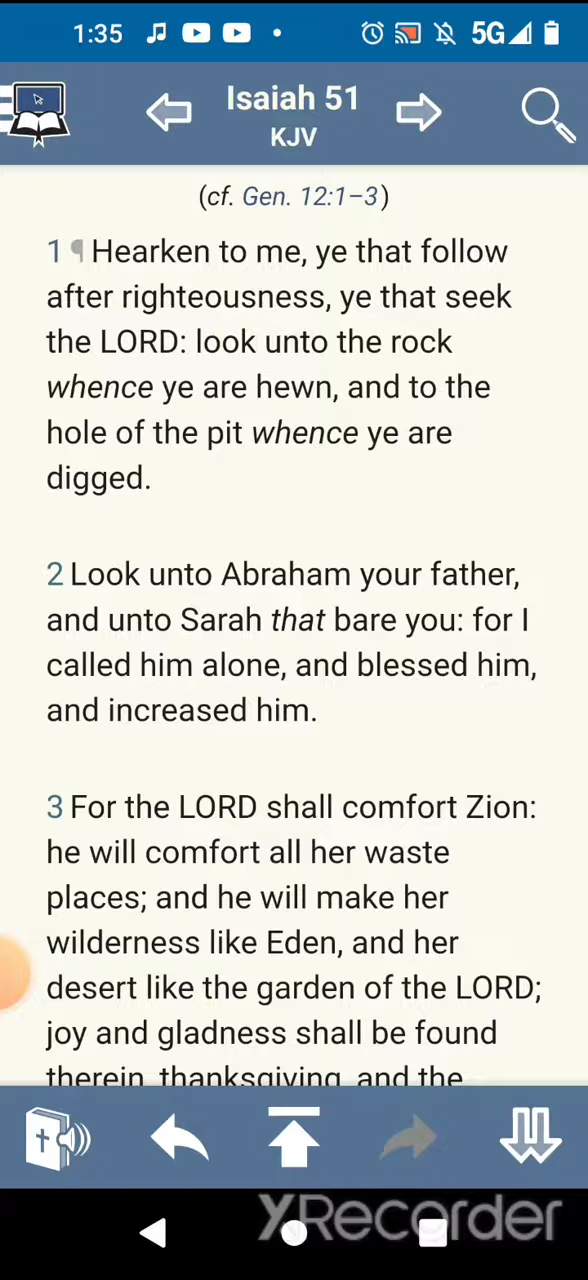 1:35
5G
Isaiah 51
KJV
(cf. Gen. 12:1–3)
1 ¶ Hearken to me, ye that follow
after righteousness, ye that seek
the LORD: look unto the rock
whence ye are hewn, and to the
hole of the pit whence ye are
digged.
2 Look unto Abraham your father,
and unto Sarah that bare you: for I
called him alone, and blessed him,
and increased him.
3 For the LORD shall comfort Zion:
he will comfort all her waste
places; and he will make her
wilderness like Eden, and her
desert like the garden of the LORD;
joy and gladness shall be found
therein, thanksgiving, and the
XRecorder